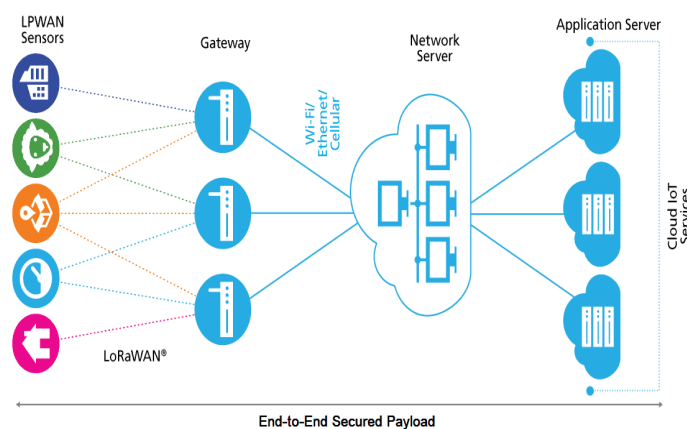 LPWAN
Sensors
Gateway
Network
Server
Application Server
Wi-Fi/
Ethernet/
Cellular
Cloud IoT
Services
LoRaWAN®
End-to-End Secured Payload